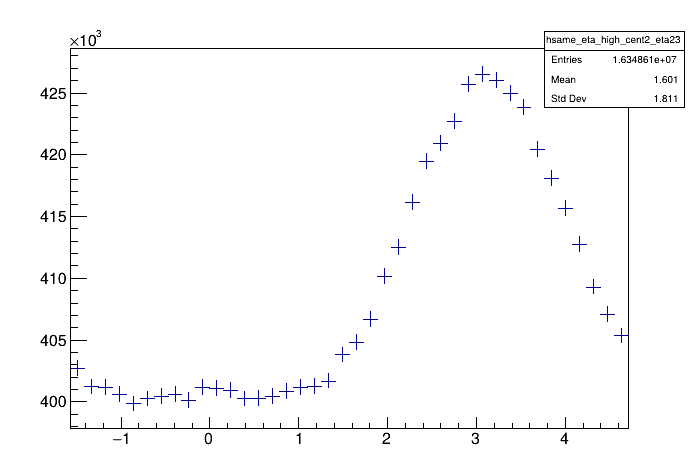 ×10³
hsame_eta_high_cent2_eta23
Entries 1.634861e+07
Mean 1.601
Std Dev 1.811
425
420
415
410
405
400
−1 0 1 2 3 4